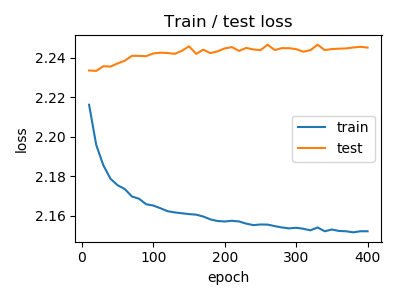 Train / test loss
loss
2.24
2.22
2.20
2.18
2.16
train
test
0 100 200 300 400
epoch